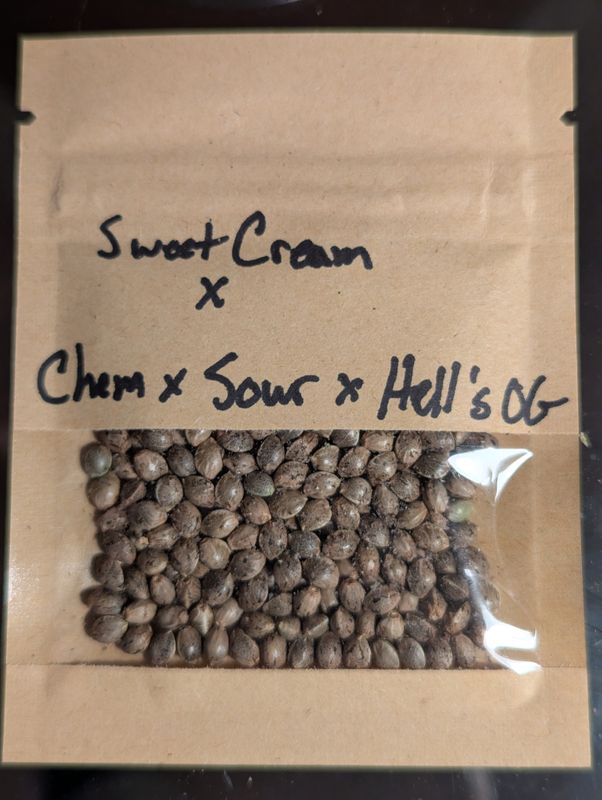 Sweet Cream
x
Chem x Sour x Hell's OG